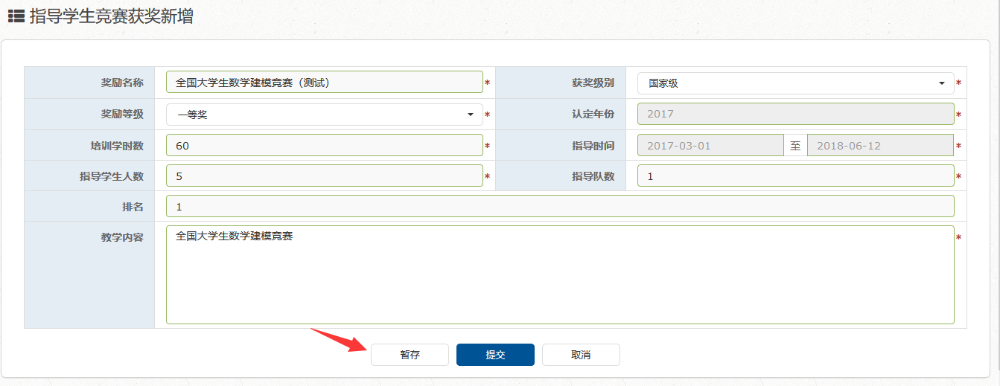 指导学生竞赛获奖新增
奖励名称 全国大学生数学建模竞赛（测试） * 获奖级别 国家级 *
奖励等级 一等奖 * 认定年份 2017 *
培训学时数 60 * 指导时间 2017-03-01 至 2018-06-12 *
指导学生人数 5 * 指导队数 1 *
排名 1
教学内容 全国大学生数学建模竞赛 *
暂存 提交 取消